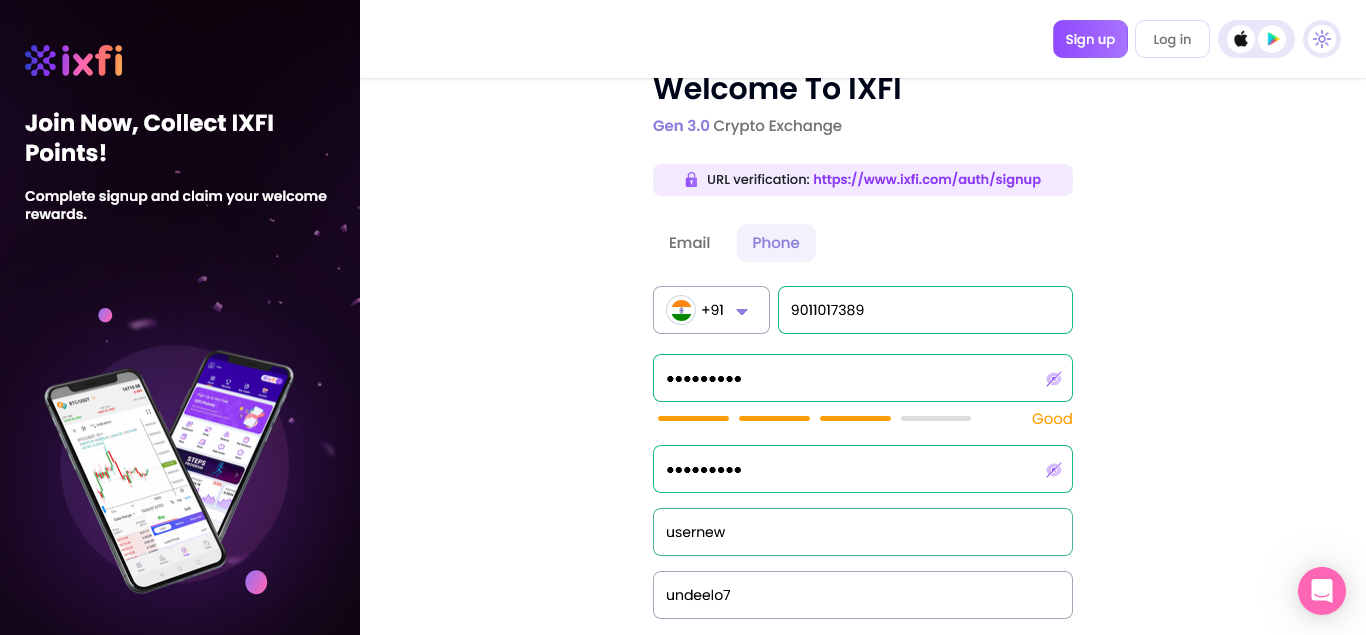 ixfi
Join Now, Collect IXFI
Points!
Complete signup and claim your welcome
rewards.
Sign up
Log in
Welcome To IXFI
Gen 3.0 Crypto Exchange
URL verification: https://www.ixfi.com/auth/signup
Email
Phone
+91
9011017389
•••••••••
Good
•••••••••
usernew
undeelo7